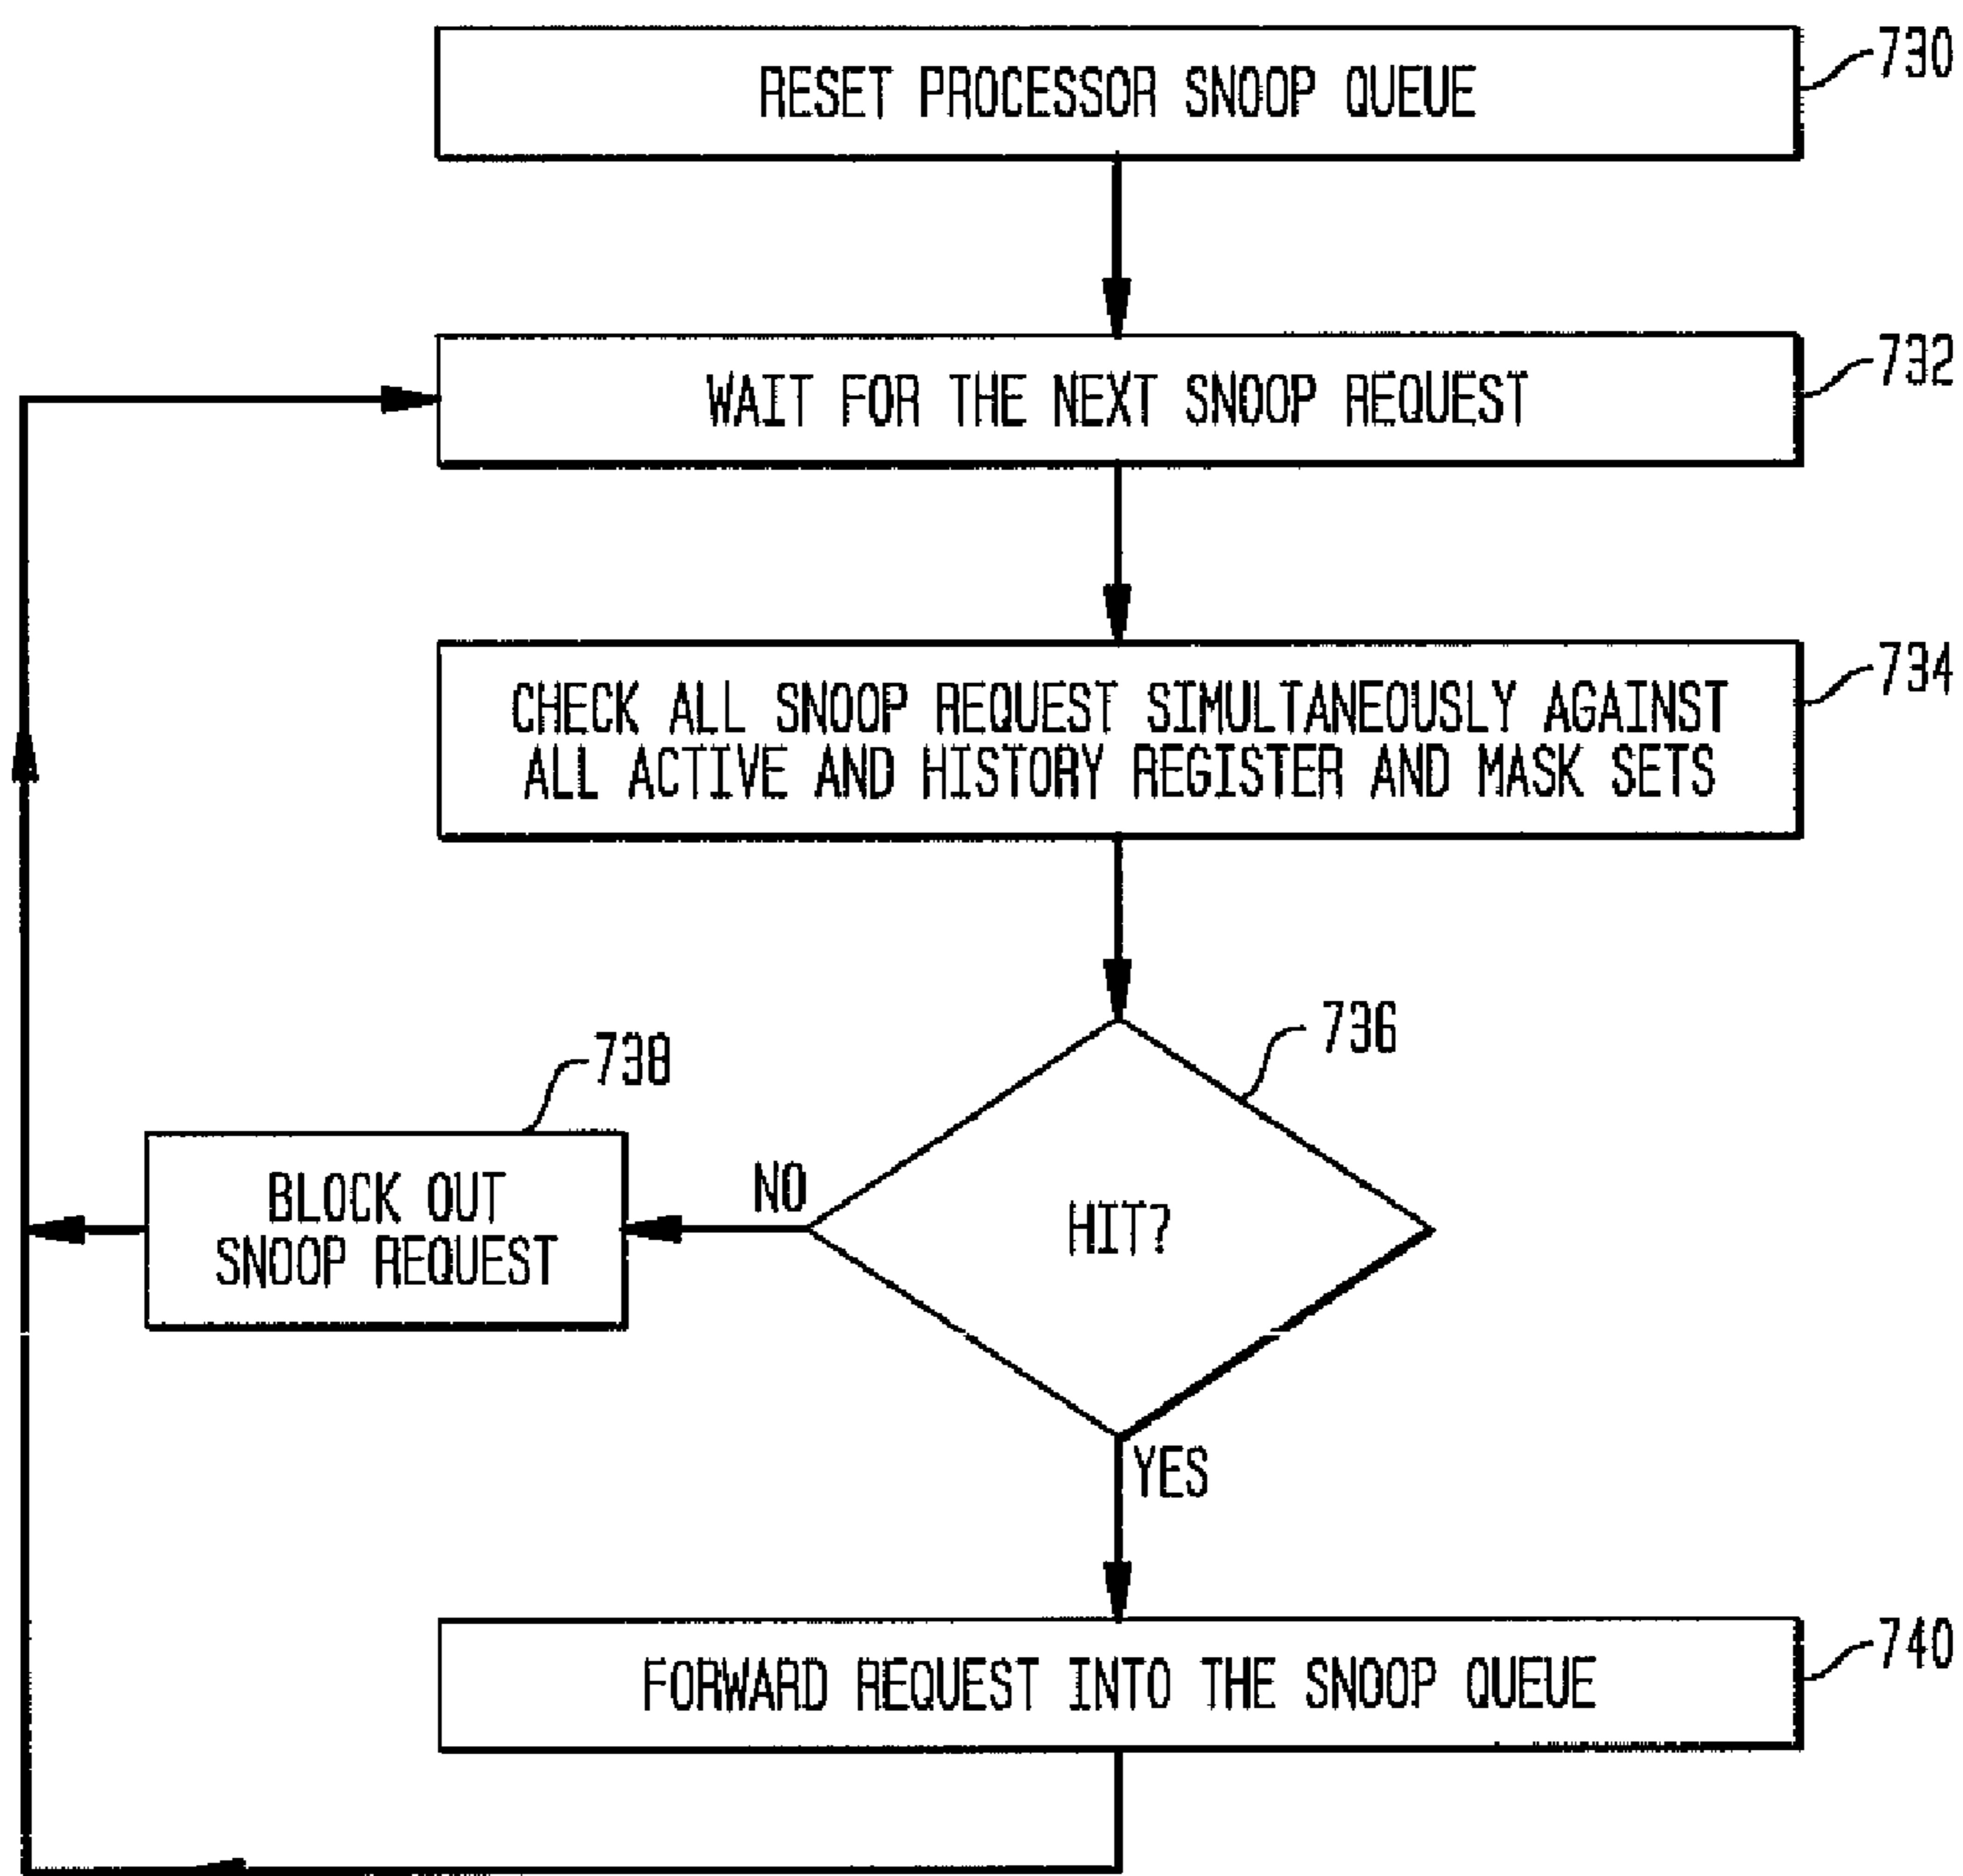 RESET PROCESSOR SNOOP QUEUE
730
WAIT FOR THE NEXT SNOOP REQUEST
732
CHECK ALL SNOOP REQUEST SIMULTANEOUSLY AGAINST
ALL ACTIVE AND HISTORY REGISTER AND MASK SETS
734
736
738
BLOCK OUT
SNOOP REQUEST
NO
HIT?
YES
FORWARD REQUEST INTO THE SNOOP QUEUE
740